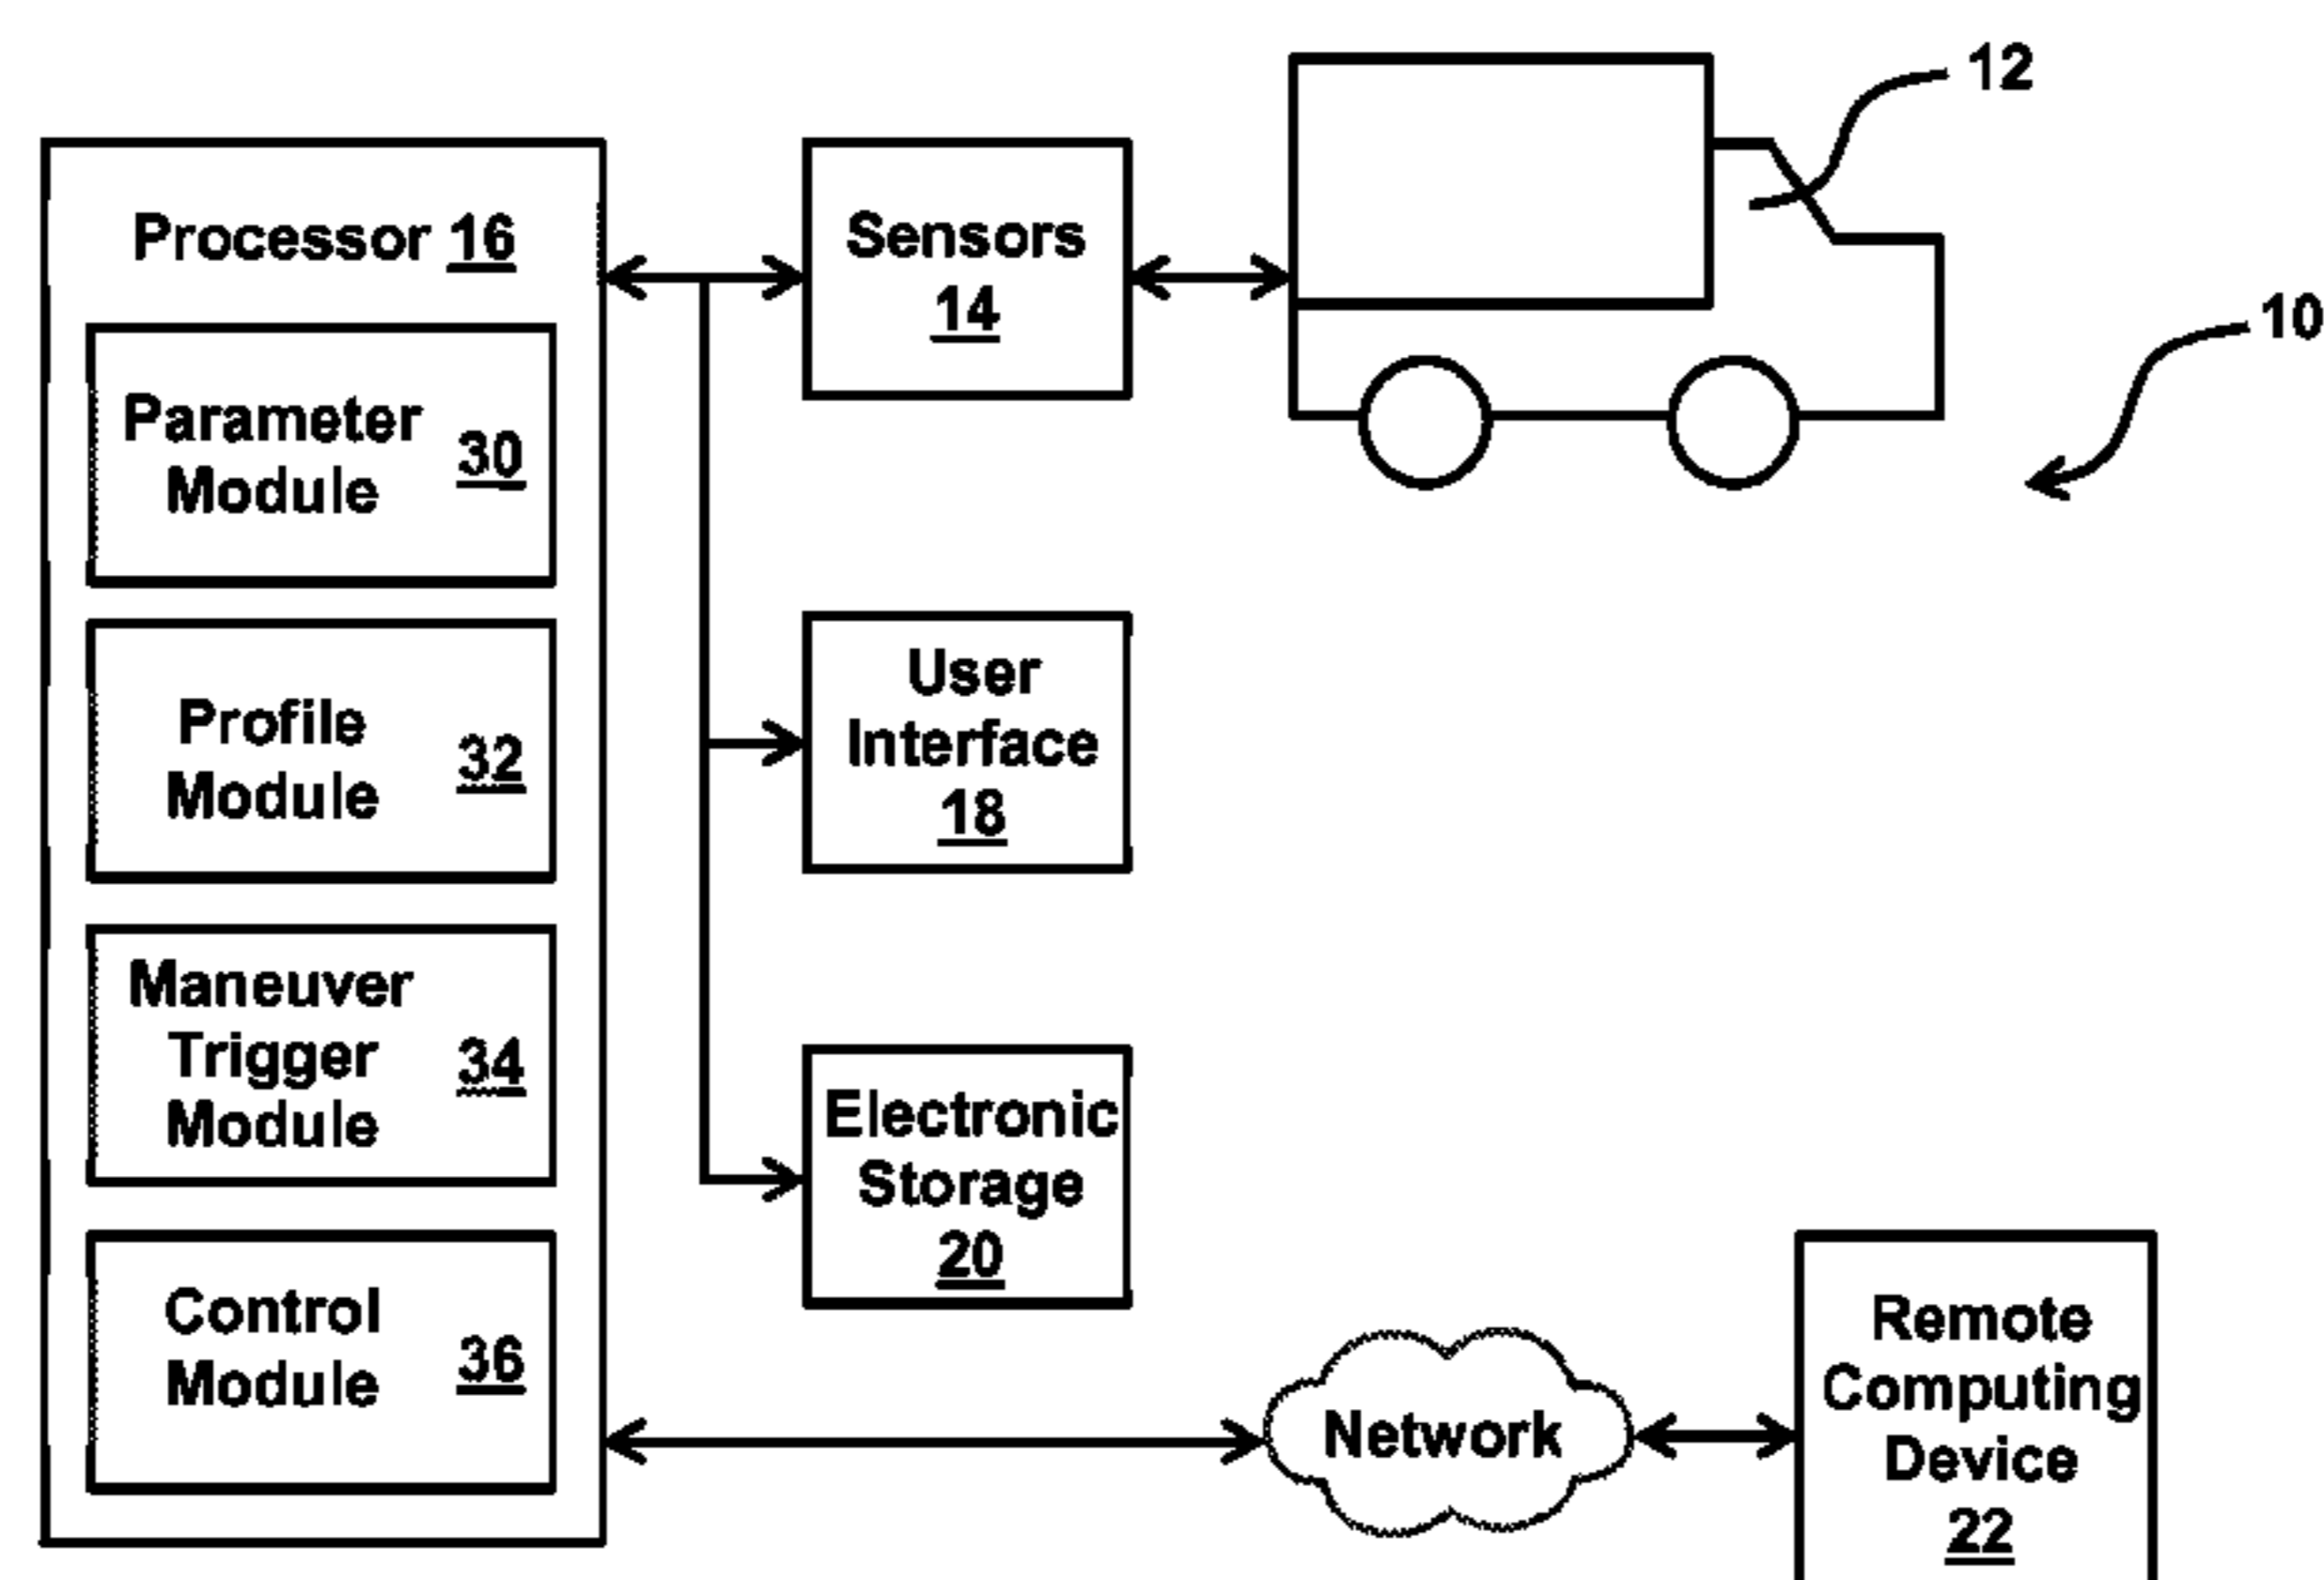 12
10
Processor 16
Parameter
Module
30
Profile
Module
32
Maneuver
Trigger
Module
34
Control
Module
36
Sensors
14
User
Interface
18
Electronic
Storage
20
Network
Remote
Computing
Device
22